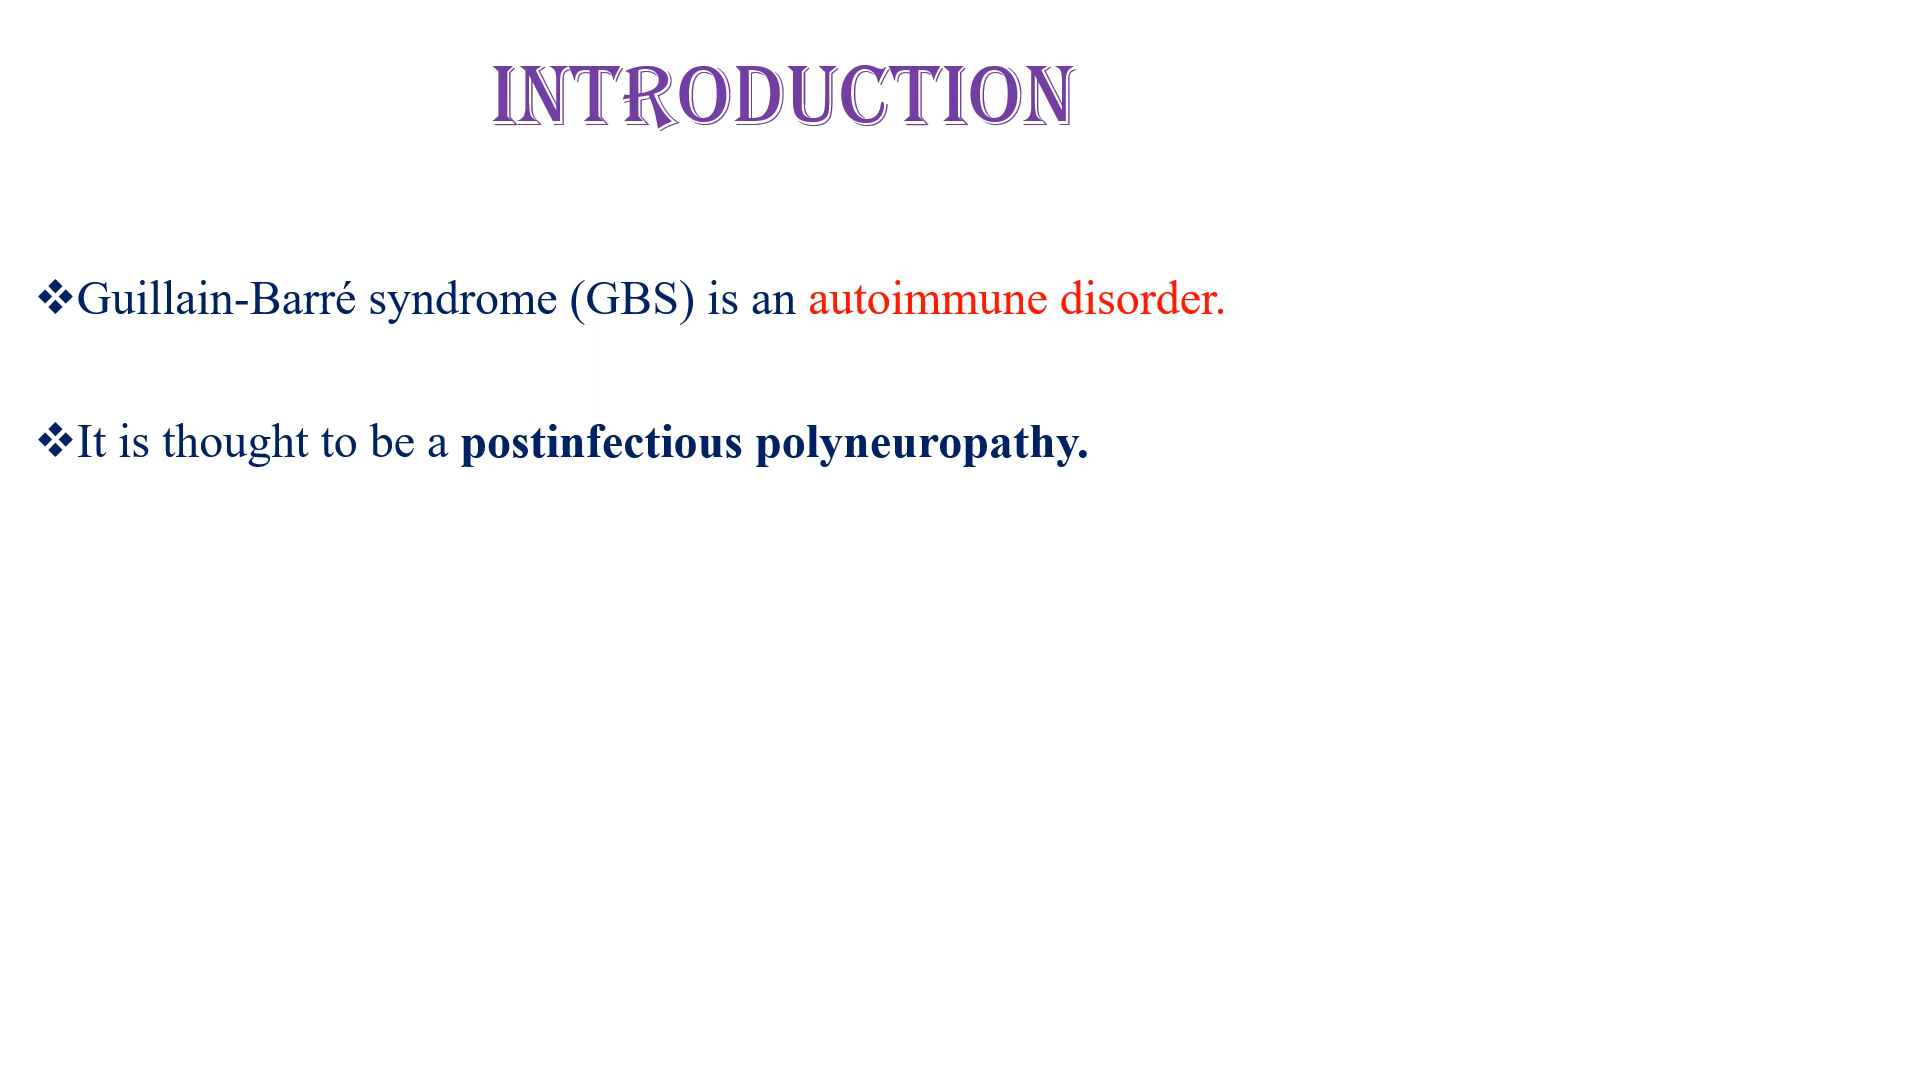 INTRODUCTION
❖Guillain-Barré syndrome (GBS) is an autoimmune disorder.
❖It is thought to be a postinfectious polyneuropathy.